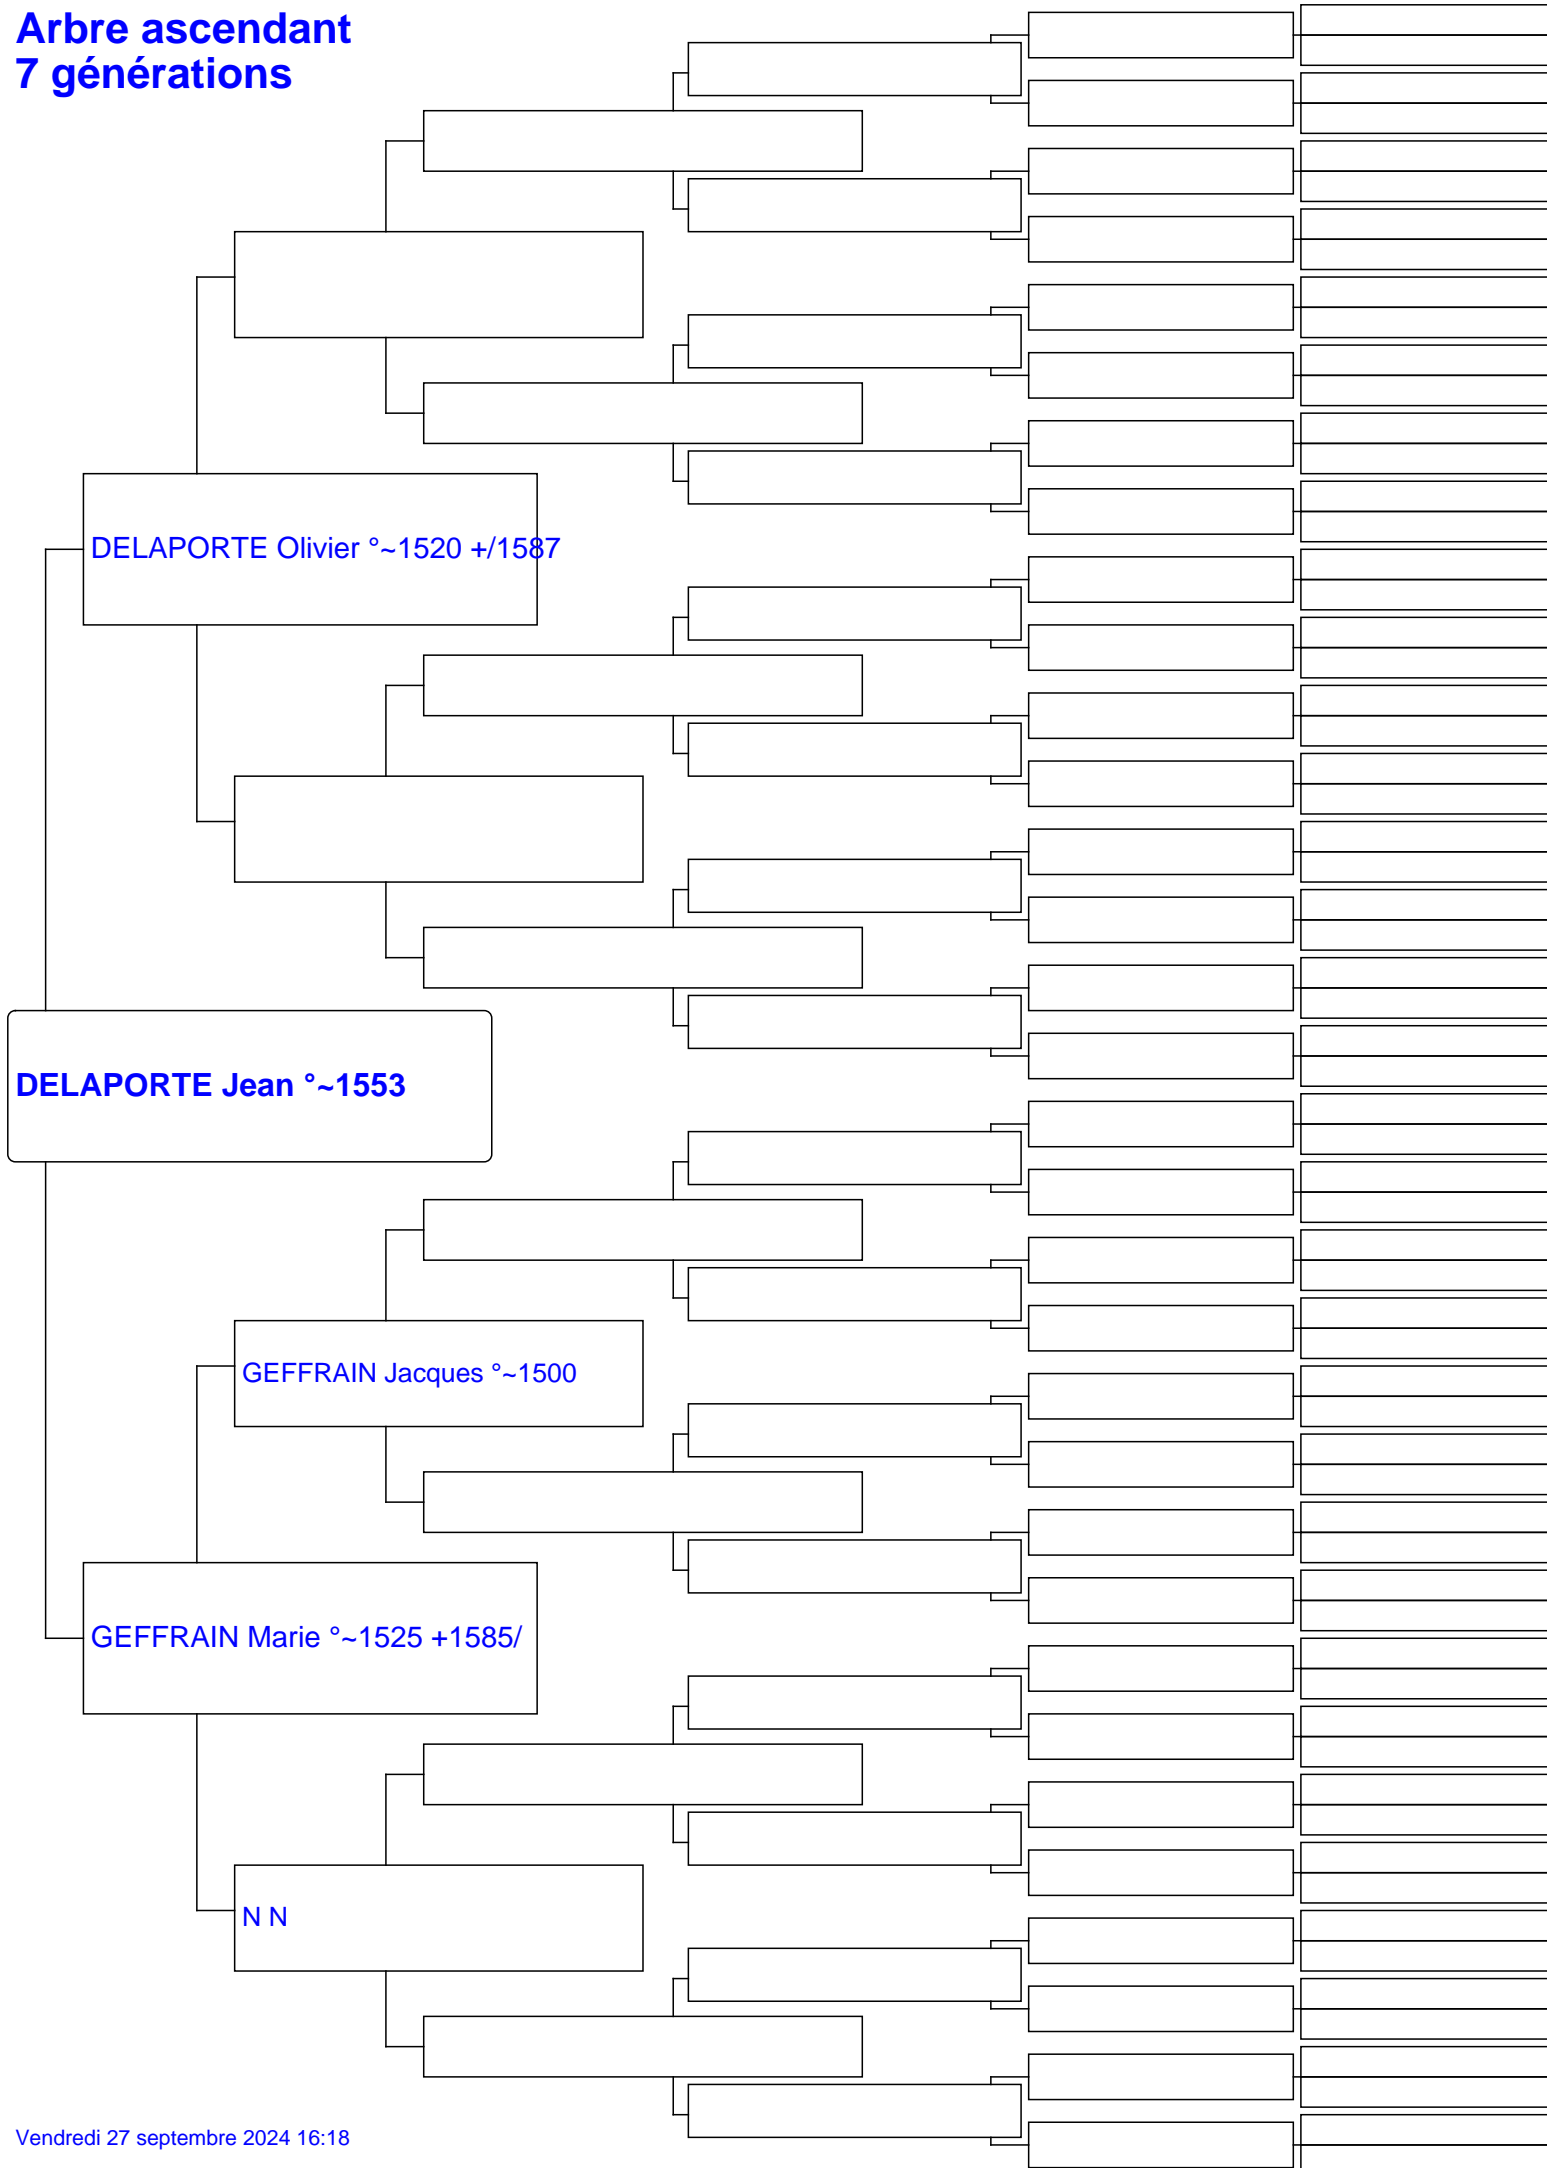 Arbre ascendant
7 générations
DELAPORTE Olivier °~1520 +/1587
DELAPORTE Jean °~1553
GEFFRAIN Jacques °~1500
GEFFRAIN Marie °~1525 +1585/
N N
Vendredi 27 septembre 2024 16:18